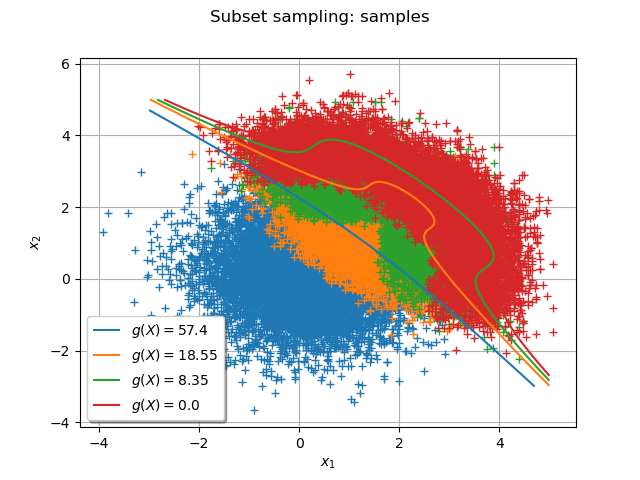 Subset sampling: samples
6
4
2
0
−2
−4
x₂
g(X) = 57.4
g(X) = 18.55
g(X) = 8.35
g(X) = 0.0
−4
−2
0
2
4
x₁